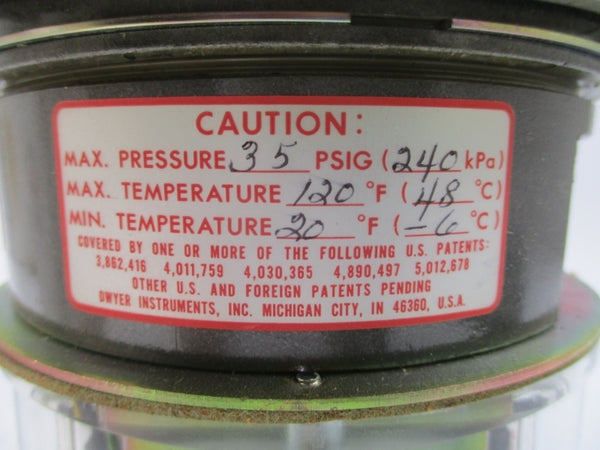 CAUTION:
MAX. PRESSURE 35 PSIG (240 kPa)
MAX. TEMPERATURE 120 °F (48 °C)
MIN. TEMPERATURE 20 °F (-6 °C)
COVERED BY ONE OR MORE OF THE FOLLOWING U.S. PATENTS:
3,862,416 4,011,759 4,030,365 4,890,497 5,012,678
OTHER U.S. AND FOREIGN PATENTS PENDING
DWYER INSTRUMENTS, INC. MICHIGAN CITY, IN 46360, U.S.A.